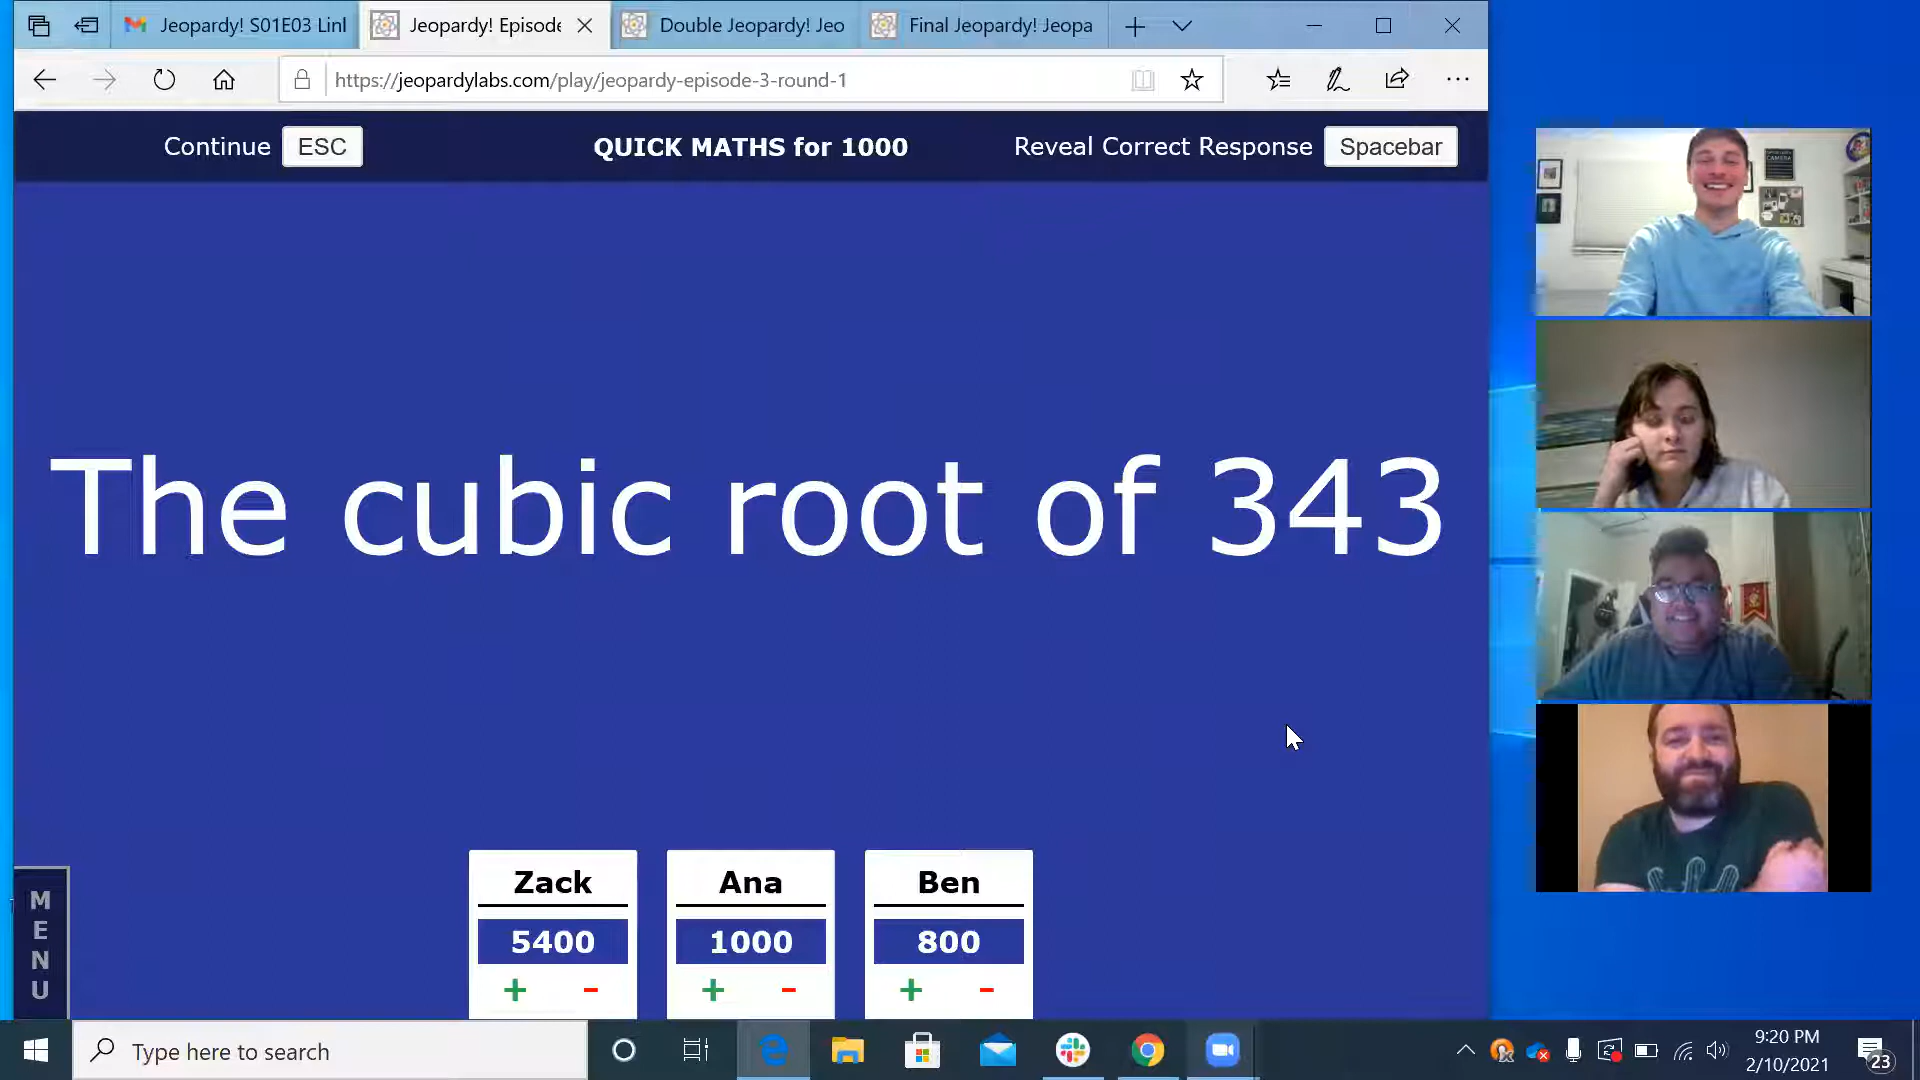 Jeopardy! S01E03 Linl
Jeopardy! Episode
Double Jeopardy! Jeo
Final Jeopardy! Jeopa
https://jeopardylabs.com/play/jeopardy-episode-3-round-1
Continue ESC
QUICK MATHS for 1000
Reveal Correct Response Spacebar
The cubic root of 343
MENU
Zack
5400
+ -
Ana
1000
+ -
Ben
800
+ -
Type here to search
9:20 PM
2/10/2021
23